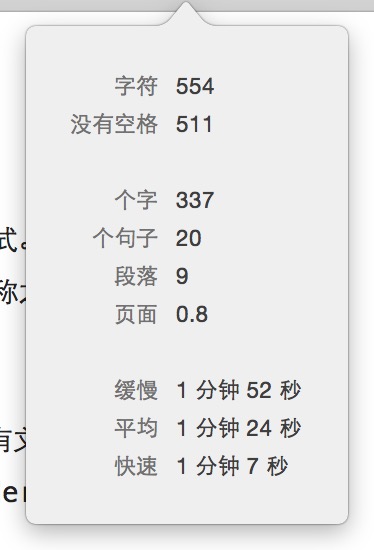 字符 554
没有空格 511
个字 337
个句子 20
段落 9
页面 0.8
式。
称
缓慢 1 分钟 52 秒
平均 1 分钟 24 秒
快速 1 分钟 7 秒
有
er